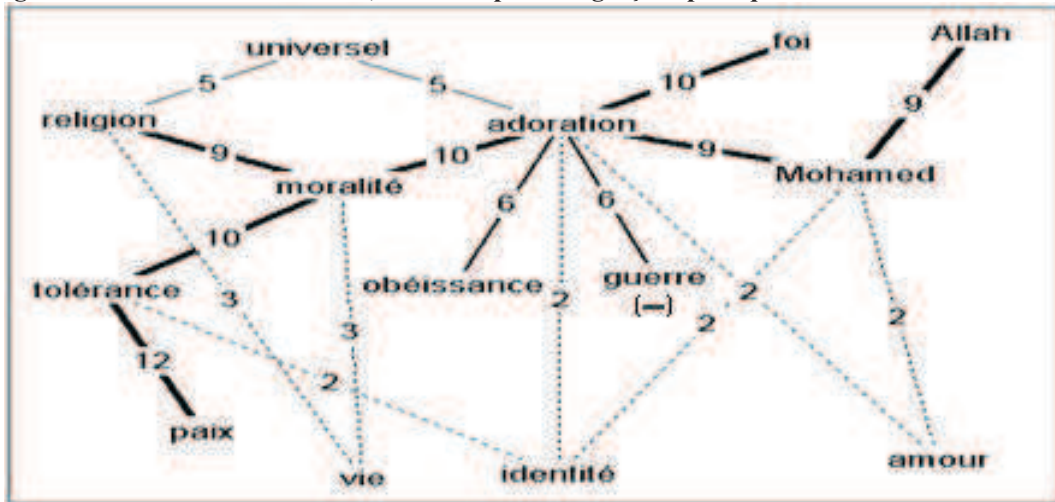 universel
foi
Allah
5
5
10
9
religion
adoration
9
10
9
moralité
Mohamed
6
6
10
tolérance
obéissance
guerre
(–)
3
2
2
3
2
2
12
2
paix
vie
identité
amour